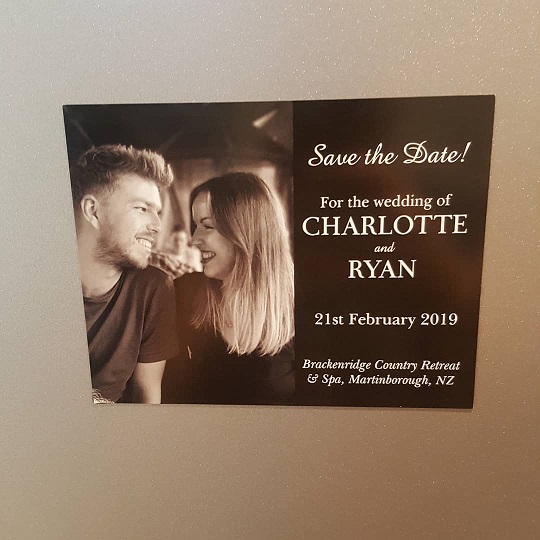 Save the Date!
For the wedding of
CHARLOTTE
and
RYAN
21st February 2019
Brackenridge Country Retreat
& Spa, Martinborough, NZ